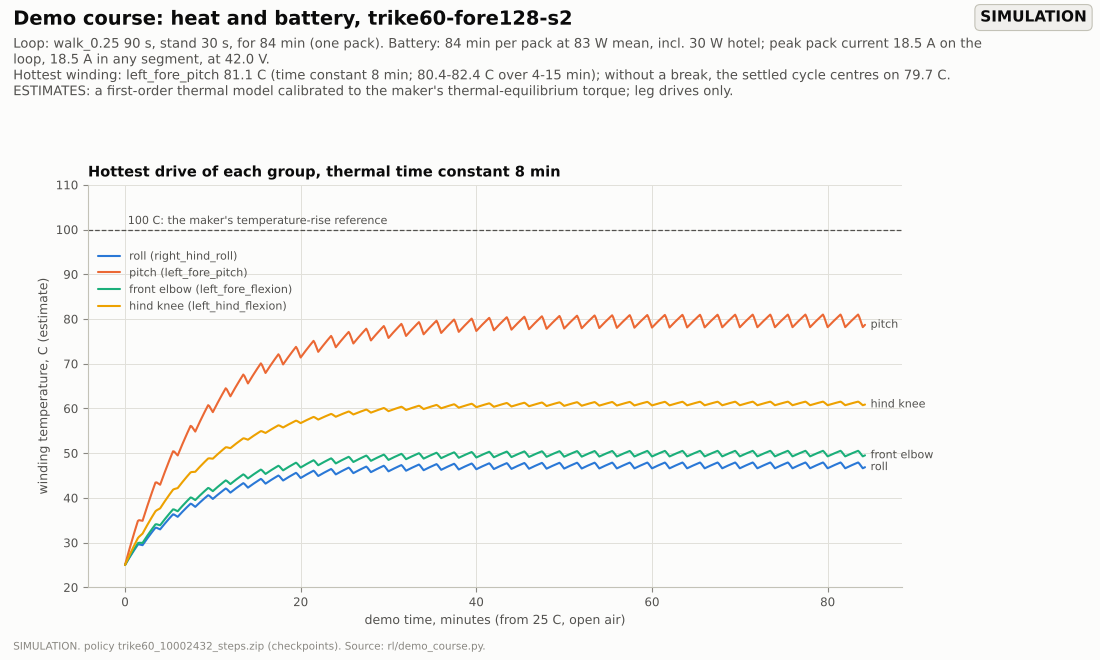 Demo course: heat and battery, trike60-fore128-s2
SIMULATION
Loop: walk_0.25 90 s, stand 30 s, for 84 min (one pack). Battery: 84 min per pack at 83 W mean, incl. 30 W hotel; peak pack current 18.5 A on the
loop, 18.5 A in any segment, at 42.0 V.
Hottest winding: left_fore_pitch 81.1 C (time constant 8 min; 80.4-82.4 C over 4-15 min); without a break, the settled cycle centres on 79.7 C.
ESTIMATES: a first-order thermal model calibrated to the maker's thermal-equilibrium torque; leg drives only.
Hottest drive of each group, thermal time constant 8 min
110
100
90
80
70
60
50
40
30
20
winding temperature, C (estimate)
100 C: the maker's temperature-rise reference
roll (right_hind_roll)
pitch (left_fore_pitch)
front elbow (left_fore_flexion)
hind knee (left_hind_flexion)
pitch
hind knee
front elbow
roll
0
20
40
60
80
demo time, minutes (from 25 C, open air)
SIMULATION. policy trike60_10002432_steps.zip (checkpoints). Source: rl/demo_course.py.